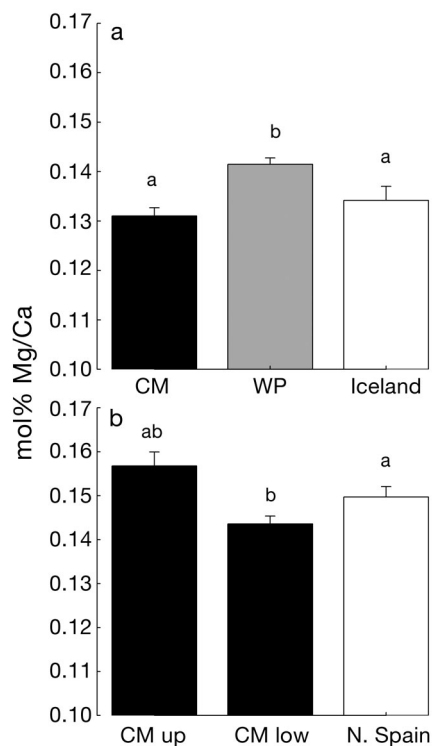 a
0.17
0.16
0.15
0.14
0.13
0.12
0.11
0.10
a
b
a
CM WP Iceland
mol% Mg/Ca
b
0.17
0.16
0.15
0.14
0.13
0.12
0.11
0.10
ab
b
a
CM up CM low N. Spain